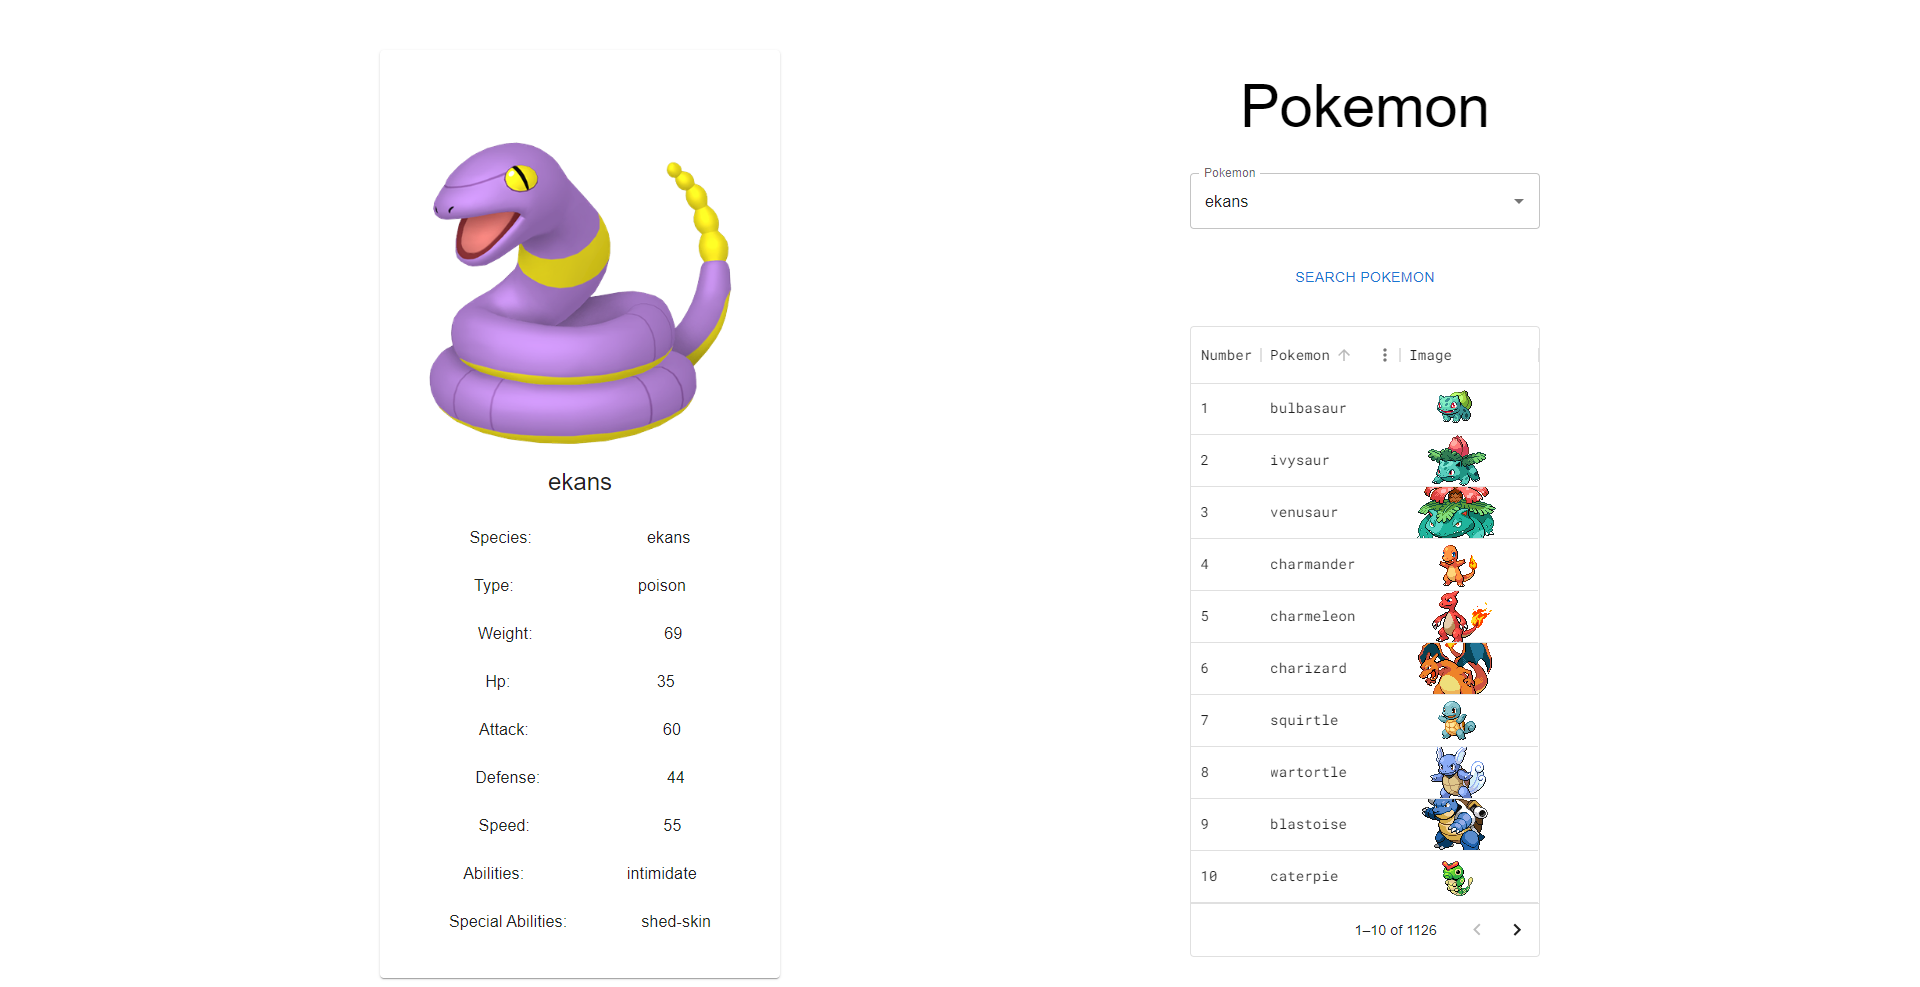 ekans
Species: ekans
Type: poison
Weight: 69
Hp: 35
Attack: 60
Defense: 44
Speed: 55
Abilities: intimidate
Special Abilities: shed-skin
Pokemon
Pokemon
ekans
SEARCH POKEMON
Number Pokemon Image
1 bulbasaur
2 ivysaur
3 venusaur
4 charmander
5 charmeleon
6 charizard
7 squirtle
8 wartortle
9 blastoise
10 caterpie
1–10 of 1126